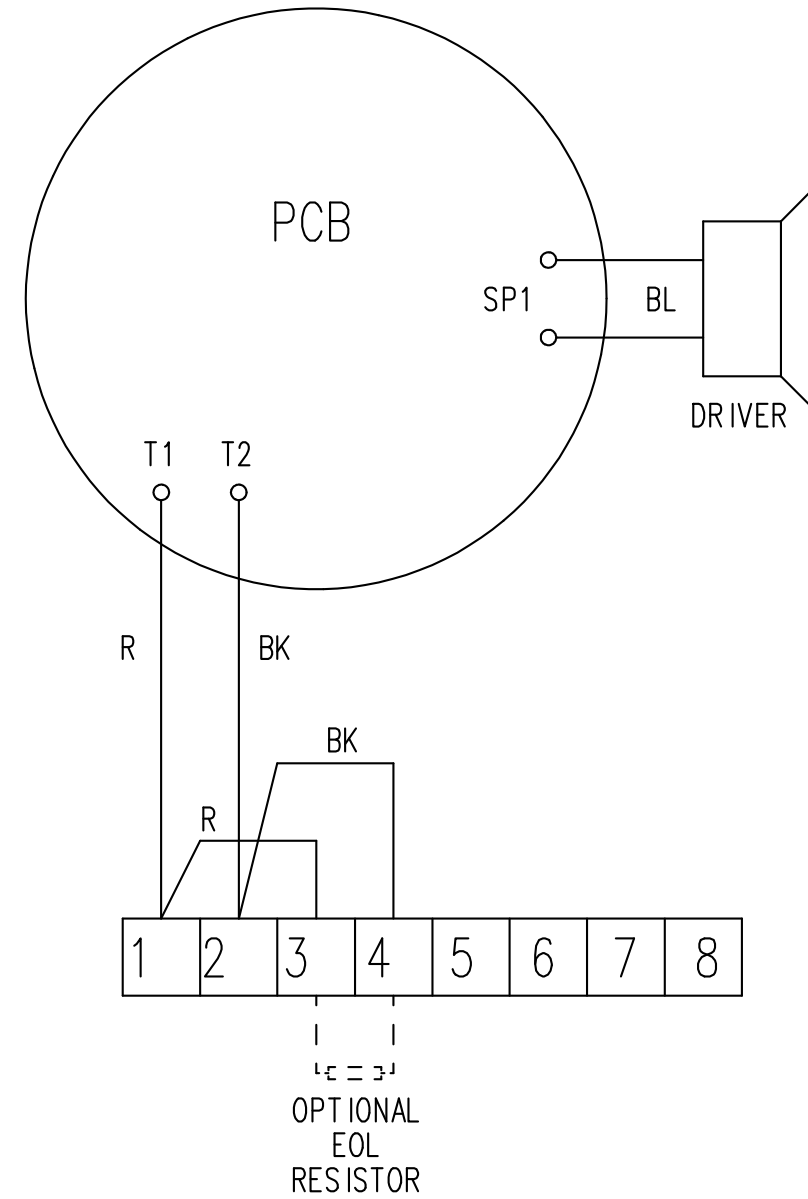 PCB
SP1
BL
DRIVER
T1 T2
R
BK
BK
R
1 2 3 4 5 6 7 8
OPTIONAL
EOL
RESISTOR